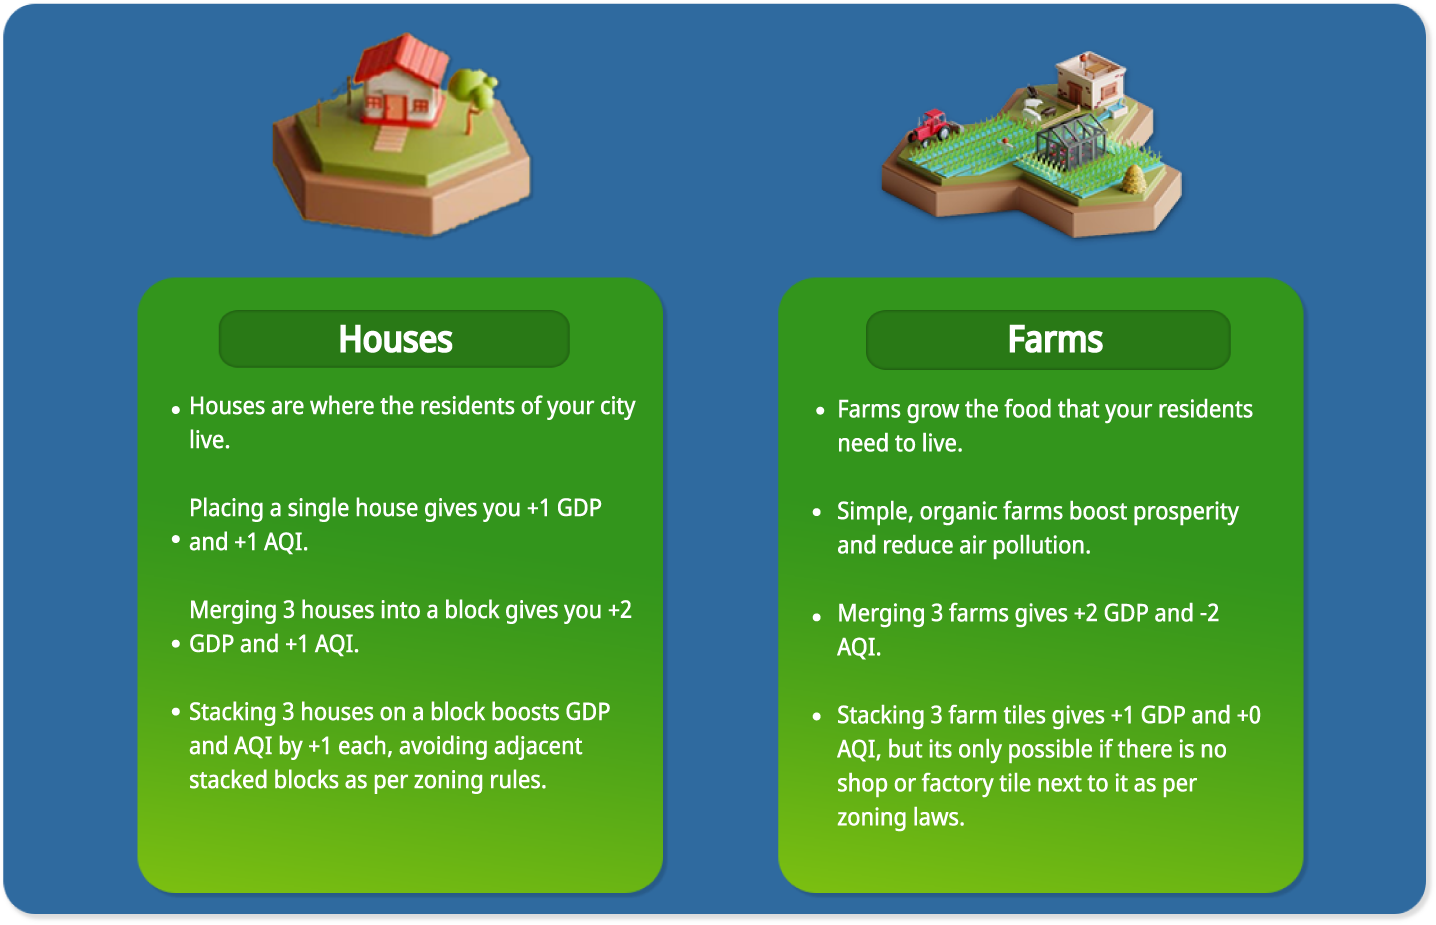 Houses
• Houses are where the residents of your city
live.
Placing a single house gives you +1 GDP
• and +1 AQI.
Merging 3 houses into a block gives you +2
• GDP and +1 AQI.
• Stacking 3 houses on a block boosts GDP
and AQI by +1 each, avoiding adjacent
stacked blocks as per zoning rules.
Farms
• Farms grow the food that your residents
need to live.
• Simple, organic farms boost prosperity
and reduce air pollution.
• Merging 3 farms gives +2 GDP and -2
AQI.
• Stacking 3 farm tiles gives +1 GDP and +0
AQI, but its only possible if there is no
shop or factory tile next to it as per
zoning laws.